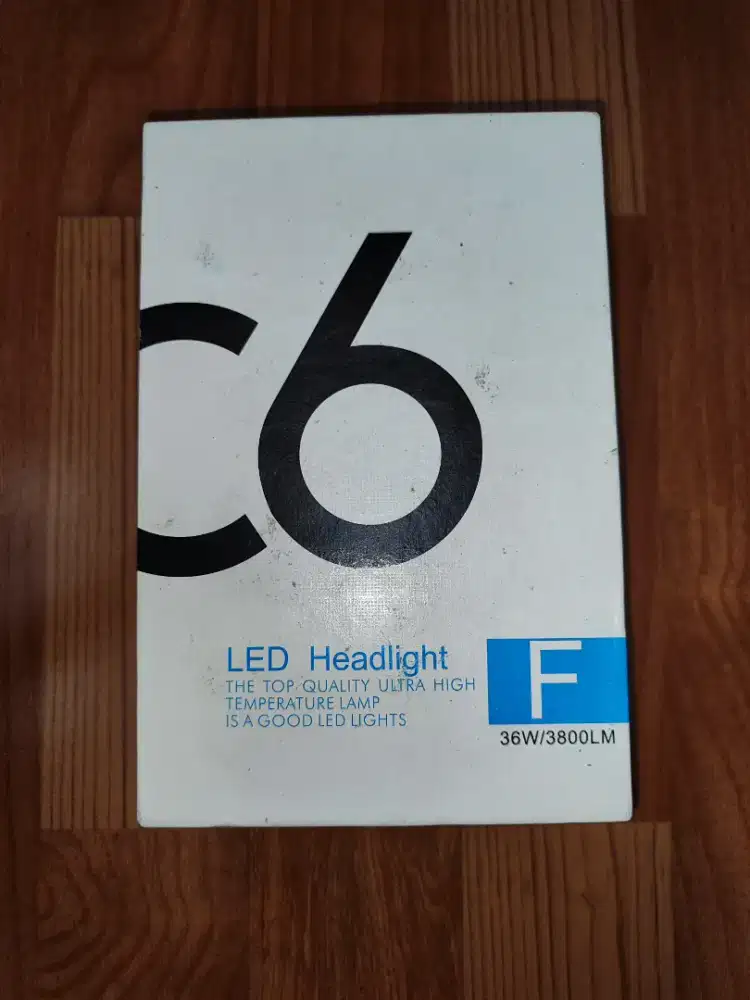 C6
LED Headlight
THE TOP QUALITY ULTRA HIGH
TEMPERATURE LAMP
IS A GOOD LED LIGHTS
F
36W/3800LM